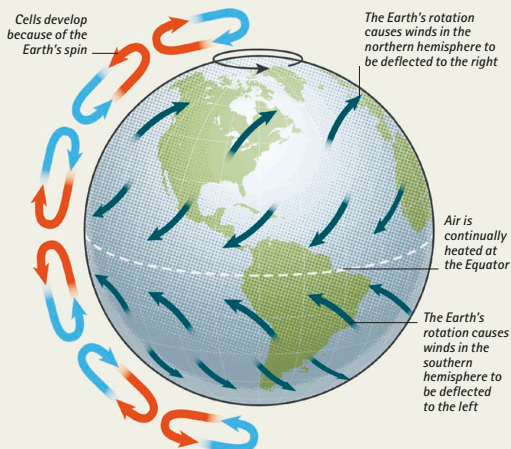 Cells develop
because of the
Earth's spin
The Earth's rotation
causes winds in the
northern hemisphere to
be deflected to the right
Air is
continually
heated at
the Equator
The Earth's
rotation causes
winds in the
southern
hemisphere to
be deflected
to the left